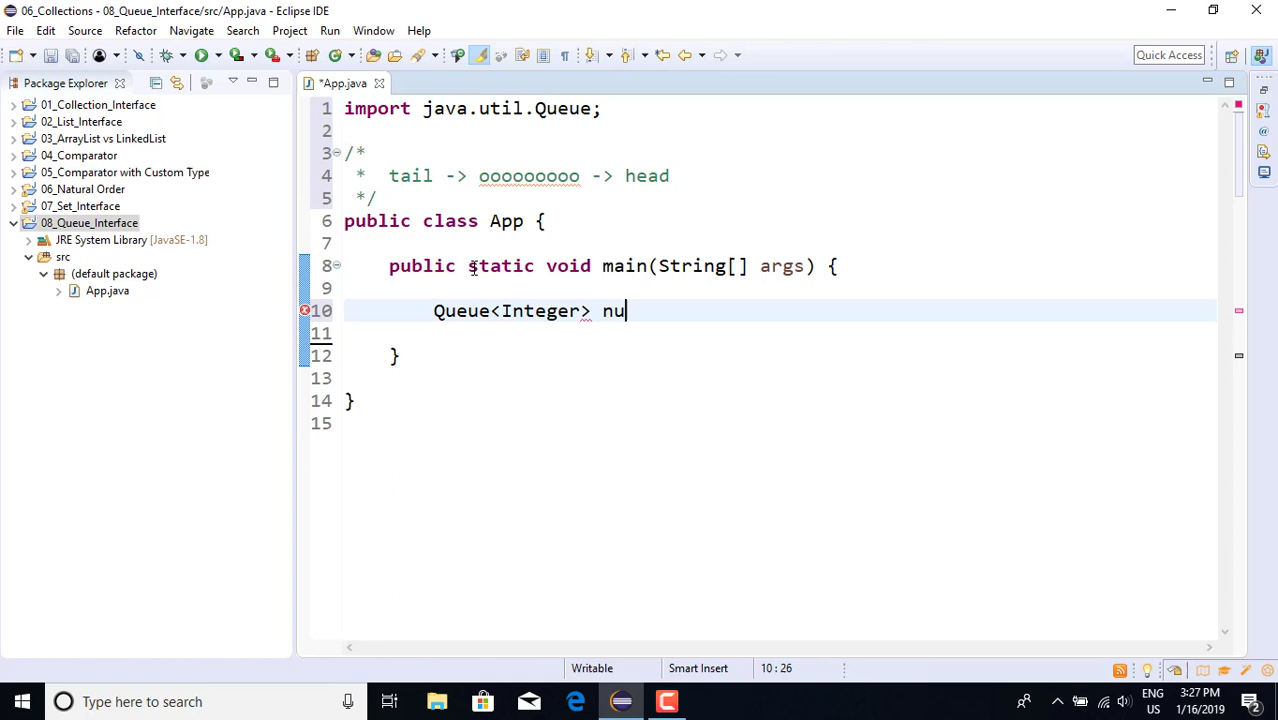 06_Collections - 08_Queue_Interface/src/App.java - Eclipse IDE
File Edit Source Refactor Navigate Search Project Run Window Help
Quick Access
Package Explorer
*App.java
01_Collection_Interface
02_List_Interface
03_ArrayList vs LinkedList
04_Comparator
05_Comparator with Custom Type
06_Natural Order
07_Set_Interface
08_Queue_Interface
JRE System Library [JavaSE-1.8]
src
(default package)
App.java
1 import java.util.Queue;
2
3 /*
4 * tail -> ooooooooo -> head
5 */
6 public class App {
7
8 public static void main(String[] args) {
9
10 Queue<Integer> nu
11
12 }
13
14 }
15
Writable Smart Insert 10 : 26
Type here to search
ENG
US
3:27 PM
1/16/2019
2